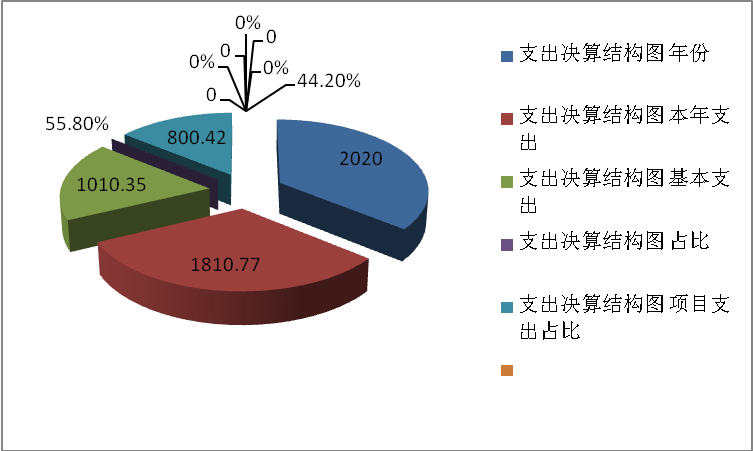 0%
0
0
0%
0%
0
44.20%
55.80%
800.42
2020
1010.35
1810.77
支出决算结构图 年份
支出决算结构图 本年支
出
支出决算结构图 基本支
出
支出决算结构图 占比
支出决算结构图 项目支
出占比